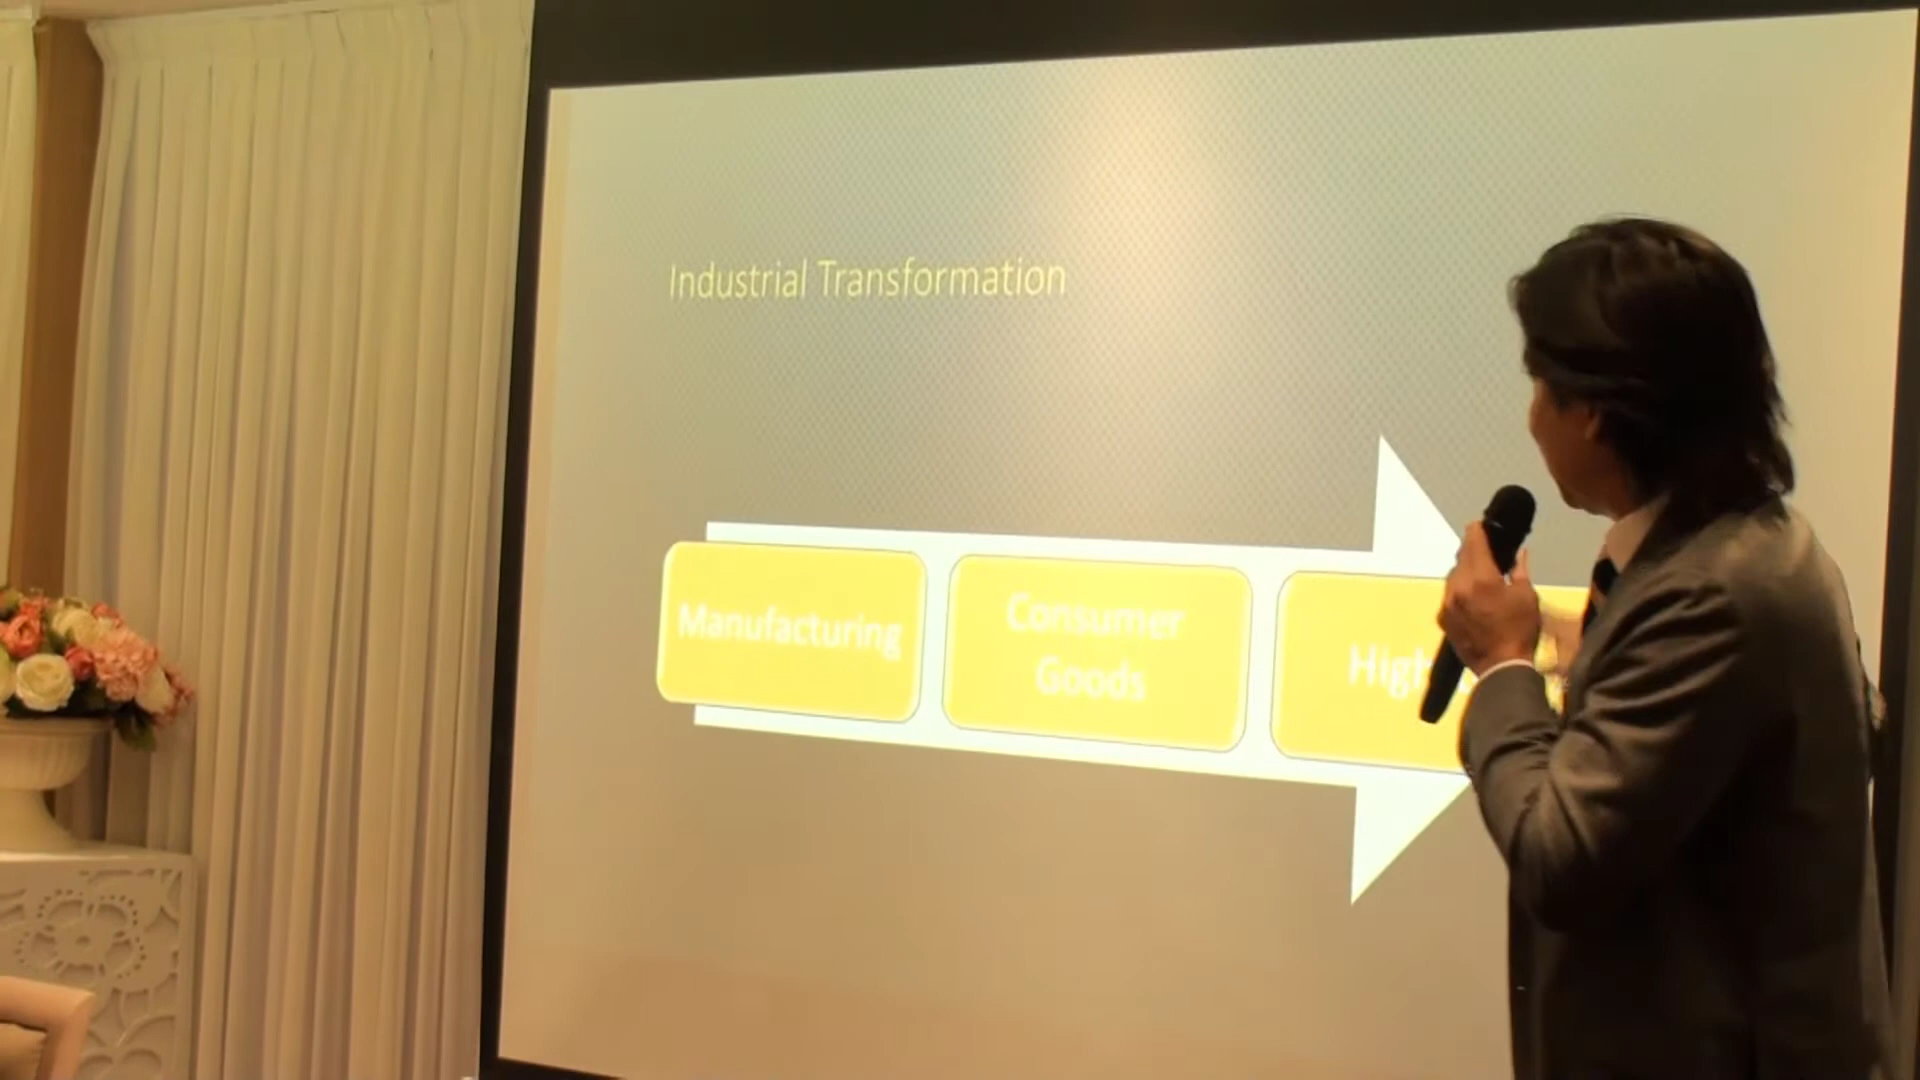 Industrial Transformation
Manufacturing
Consumer
Goods
High